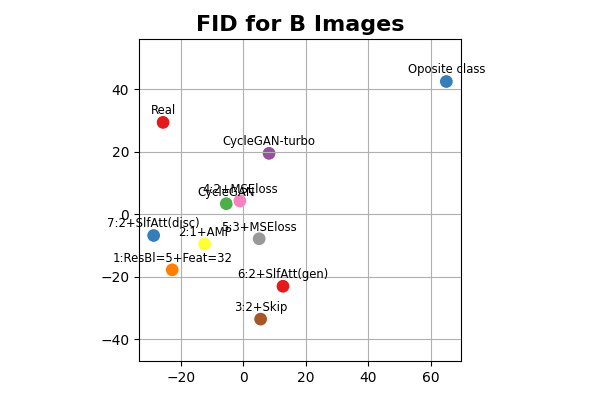 FID for B Images
Oposite class
Real
CycleGAN-turbo
4:2+MSEloss
CycleGAN
7:2+SlfAtt(disc)
2:1+AMP
5:3+MSEloss
1:ResBl=5+Feat=32
6:2+SlfAtt(gen)
3:2+Skip
40
20
0
−20
−40
−20 0 20 40 60